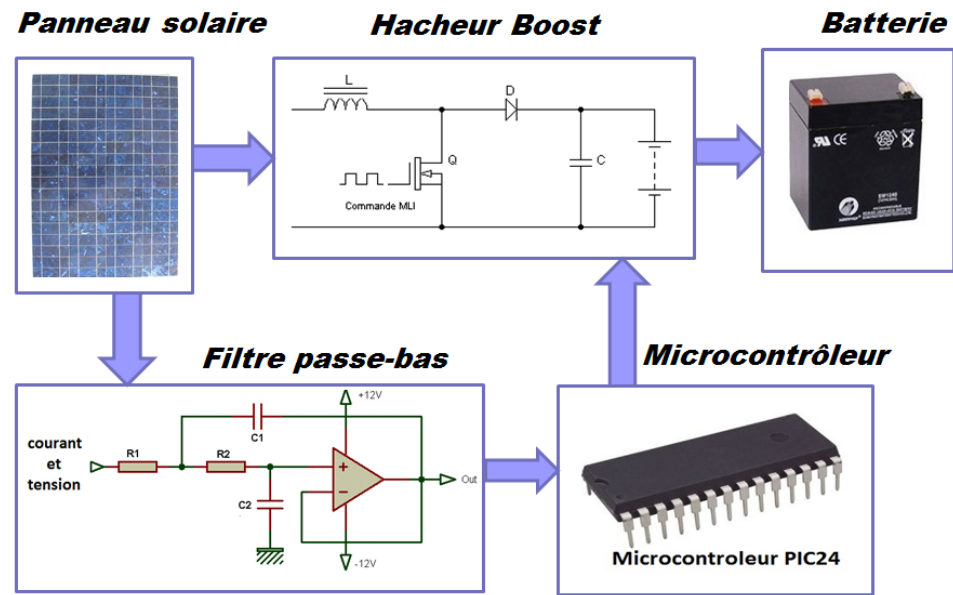 Panneau solaire
Hacheur Boost
Batterie
L
D
Q
C
Commande MLI
Filtre passe-bas
Microcontrôleur
+12V
C1
courant
et
tension
R1
R2
C2
Out
-12V
Microcontroleur PIC24